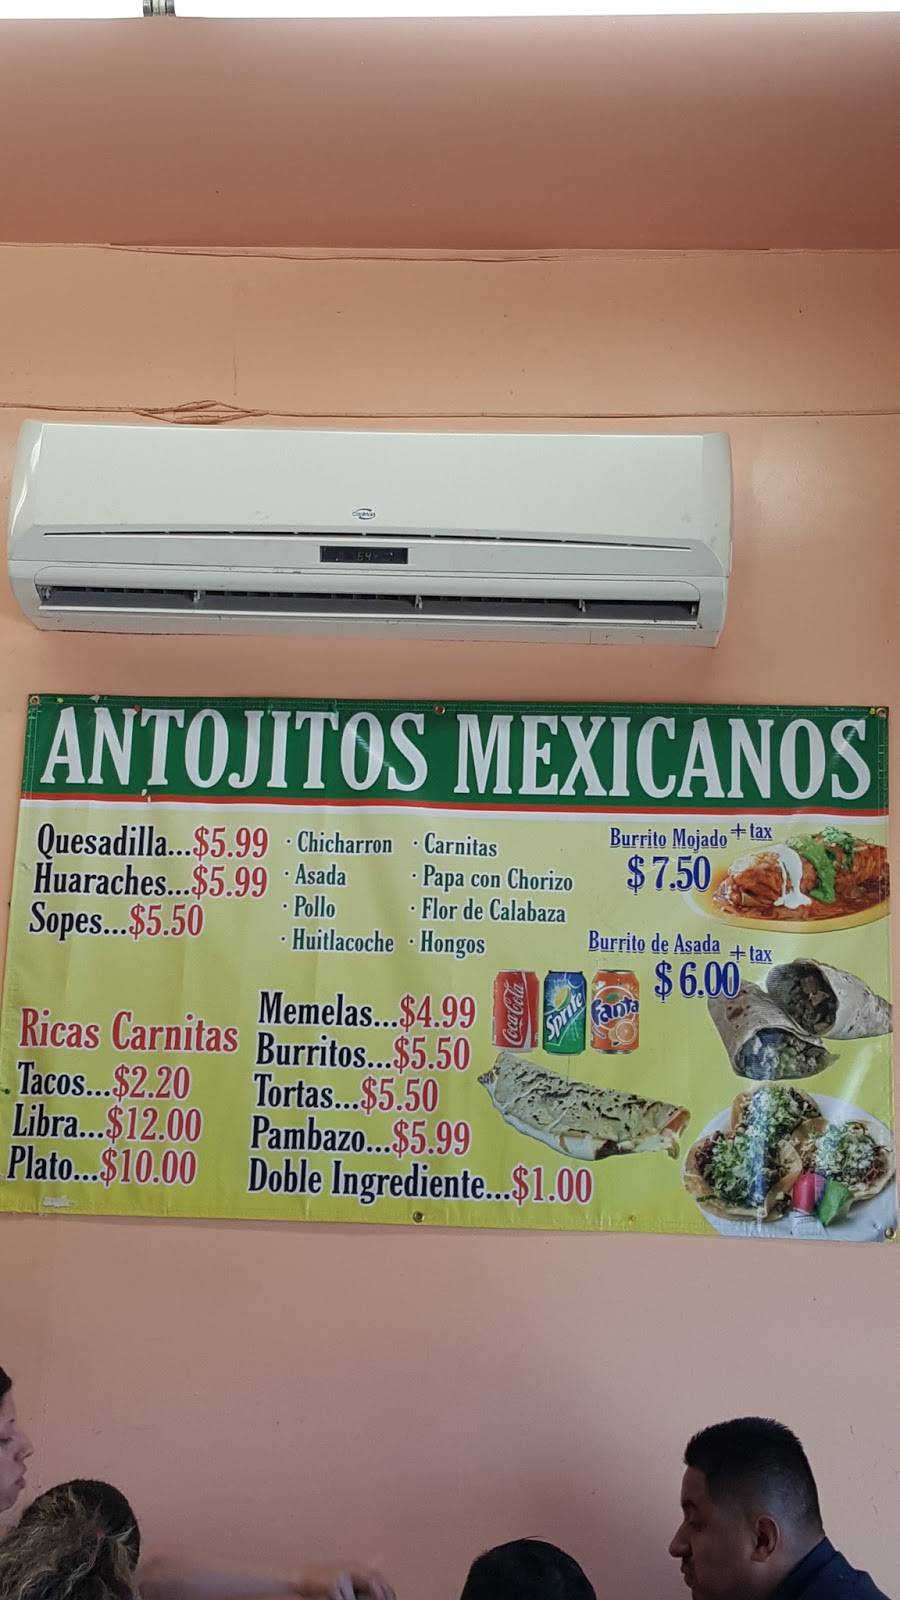 64
ANTOJITOS MEXICANOS
Quesadilla...$5.99
Huaraches...$5.99
Sopes...$5.50
· Chicharron
· Asada
· Pollo
· Huitlacoche
· Carnitas
· Papa con Chorizo
· Flor de Calabaza
· Hongos
Burrito Mojado + tax
$7.50
Burrito de Asada + tax
$6.00
Ricas Carnitas
Tacos...$2.20
Libra...$12.00
Plato...$10.00
Memelas...$4.99
Burritos...$5.50
Tortas...$5.50
Pambazo...$5.99
Doble Ingrediente...$1.00
Coca-Cola
Sprite
Fanta